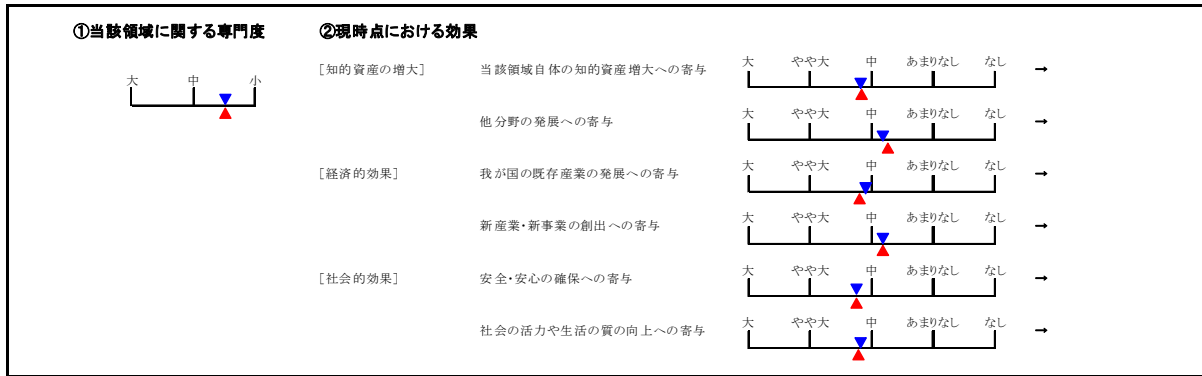 ①当該領域に関する専門度 ②現時点における効果
大 中 小
[知的資産の増大] 当該領域自体の知的資産増大への寄与 大 やや大 中 あまりなし なし →
他分野の発展への寄与 大 やや大 中 あまりなし なし →
[経済的効果] 我が国の既存産業の発展への寄与 大 やや大 中 あまりなし なし →
新産業・新事業の創出への寄与 大 やや大 中 あまりなし なし →
[社会的効果] 安全・安心の確保への寄与 大 やや大 中 あまりなし なし →
社会の活力や生活の質の向上への寄与 大 やや大 中 あまりなし なし →